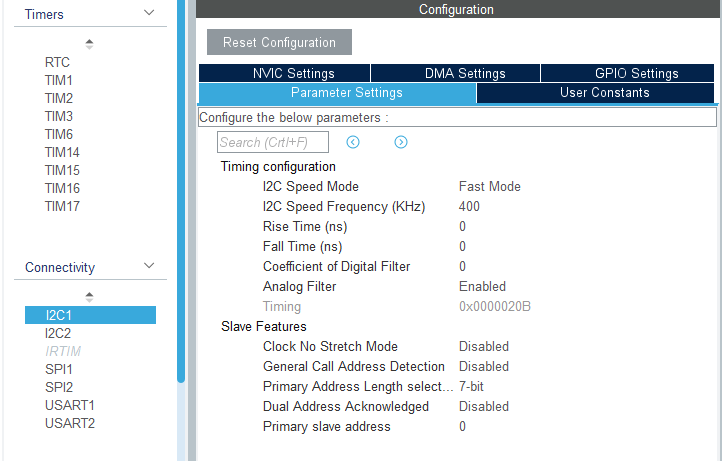 Timers
RTC
TIM1
TIM2
TIM3
TIM6
TIM14
TIM15
TIM16
TIM17
Connectivity
I2C1
I2C2
IRTIM
SPI1
SPI2
USART1
USART2
Configuration
Reset Configuration
NVIC Settings DMA Settings GPIO Settings
Parameter Settings User Constants
Configure the below parameters :
Search (CrtI+F)
Timing configuration
I2C Speed Mode Fast Mode
I2C Speed Frequency (KHz) 400
Rise Time (ns) 0
Fall Time (ns) 0
Coefficient of Digital Filter 0
Analog Filter Enabled
Timing 0x0000020B
Slave Features
Clock No Stretch Mode Disabled
General Call Address Detection Disabled
Primary Address Length select... 7-bit
Dual Address Acknowledged Disabled
Primary slave address 0